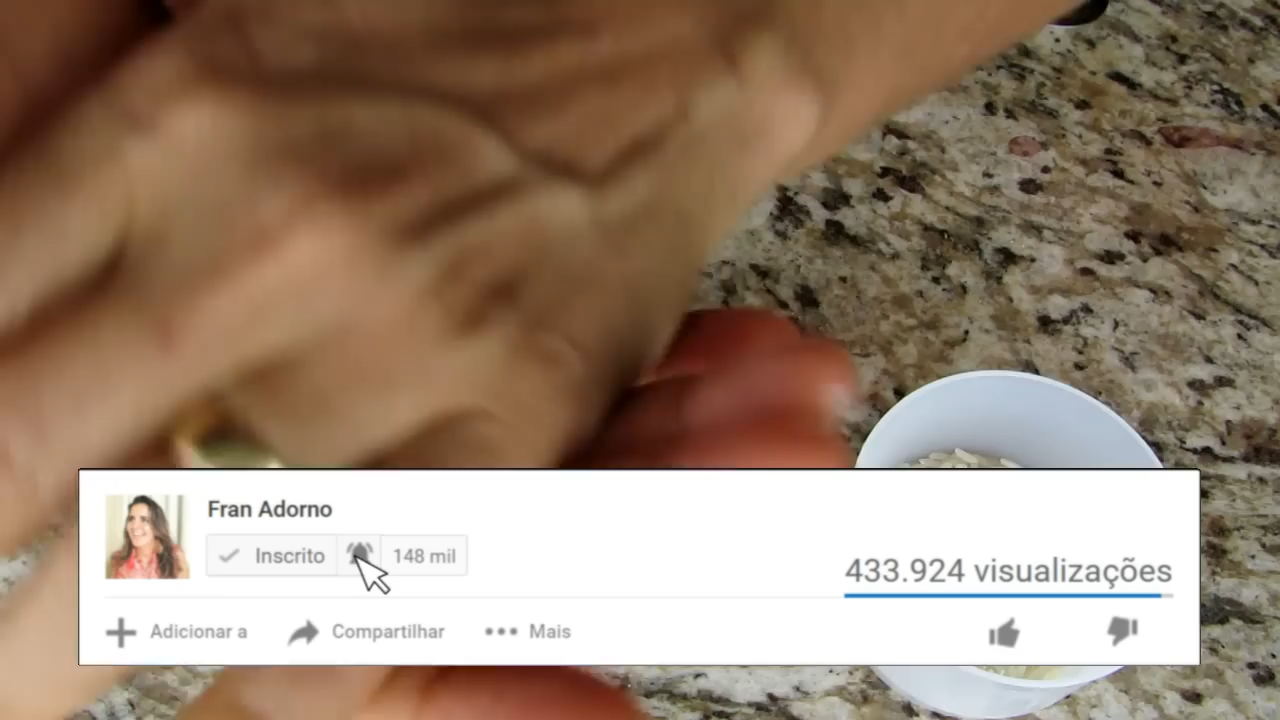 Fran Adorno
Inscrito 148 mil
433.924 visualizações
Adicionar a Compartilhar Mais